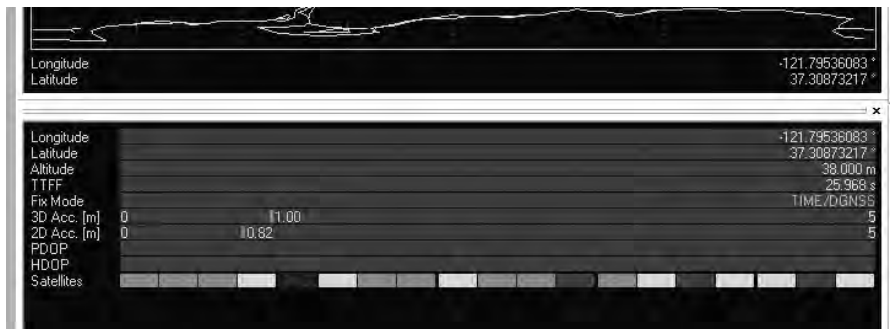 Longitude -121.79536083 °
Latitude 37.30873217 °
×
Longitude -121.79536083 °
Latitude 37.30873217 °
Altitude 38.000 m
TTFF 25.968 s
Fix Mode TIME/DGNSS
3D Acc. [m] 0 1.00 5
2D Acc. [m] 0 0.82 5
PDOP
HDOP
Satellites